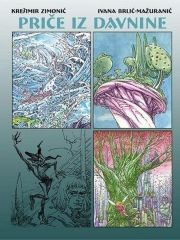 KREŠIMIR ZIMONIĆ
IVANA BRLIĆ-MAŽURANIĆ
PRIČE IZ DAVNINE